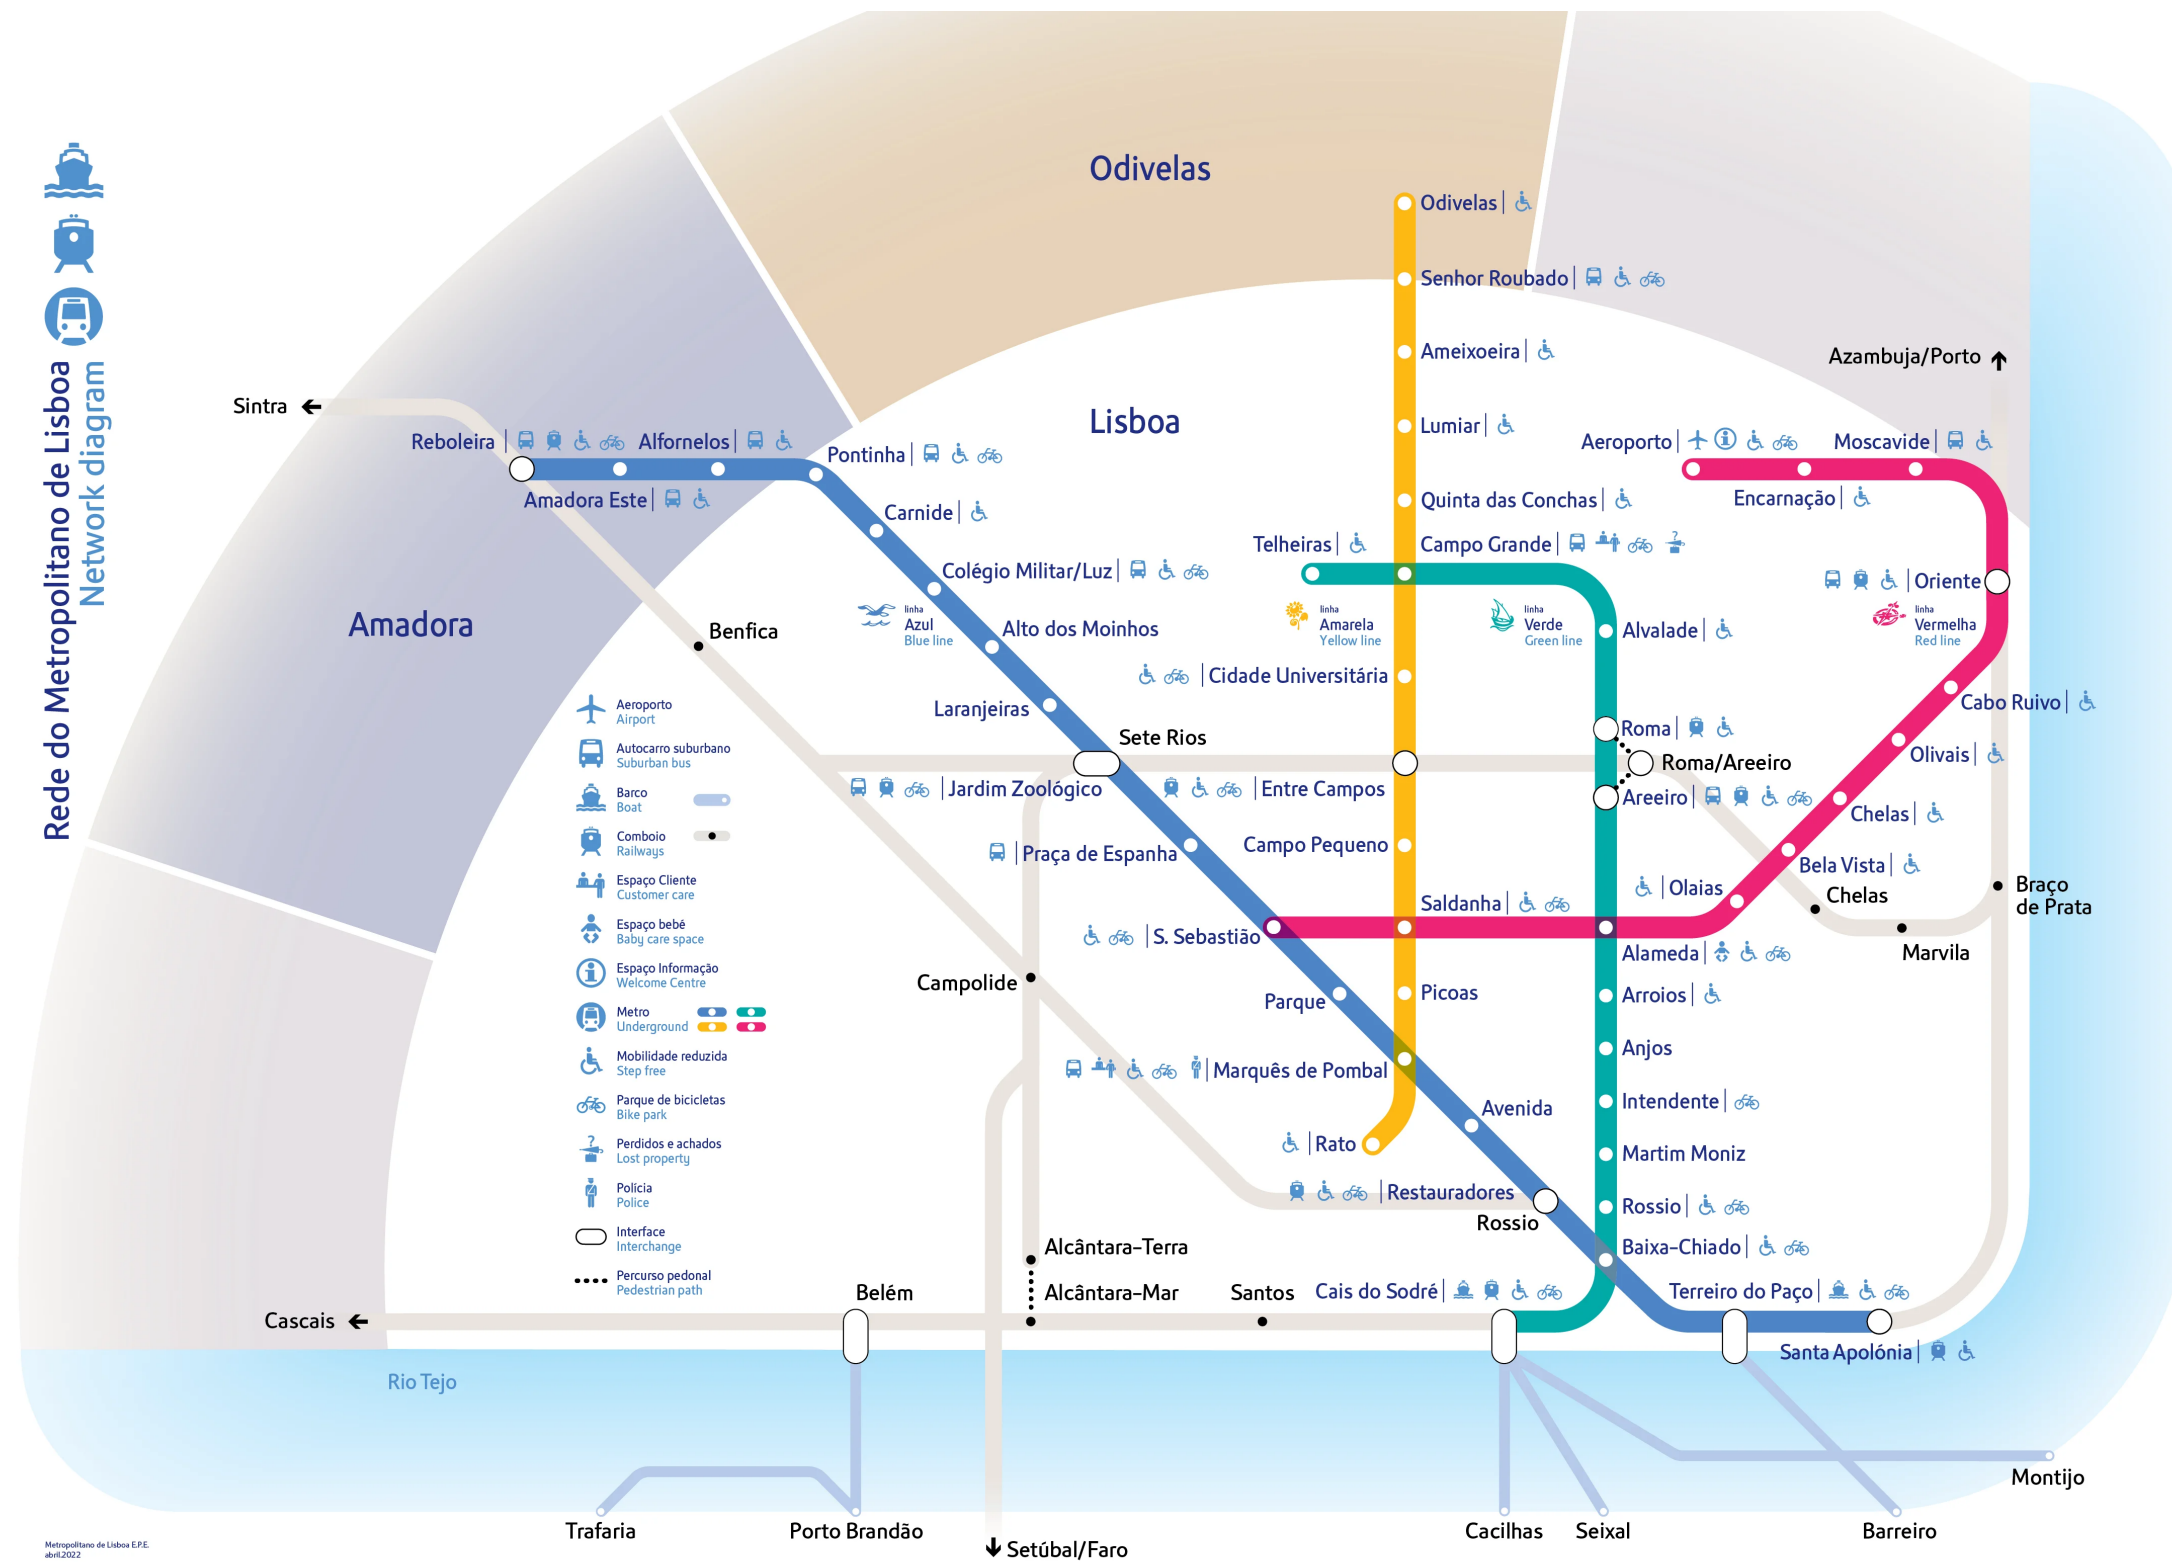 Rede do Metropolitano de Lisboa
Network diagram
Odivelas
Lisboa
Amadora
Odivelas
Senhor Roubado
Ameixoeira
Lumiar
Quinta das Conchas
Telheiras
Campo Grande
Azambuja/Porto
Sintra
Reboleira
Alfornelos
Amadora Este
Pontinha
Carnide
Colégio Militar/Luz
Alto dos Moinhos
Laranjeiras
Aeroporto
Moscavide
Encarnação
Oriente
linha
Azul
Blue line
linha
Amarela
Yellow line
linha
Verde
Green line
linha
Vermelha
Red line
Alvalade
Benfica
Cidade Universitária
Cabo Ruivo
Roma
Sete Rios
Roma/Areeiro
Olivais
Jardim Zoológico
Entre Campos
Areeiro
Chelas
Praça de Espanha
Campo Pequeno
Bela Vista
Olaias
Chelas
Braço
de Prata
Saldanha
S. Sebastião
Alameda
Marvila
Campolide
Parque
Picoas
Arroios
Anjos
Marquês de Pombal
Avenida
Intendente
Rato
Martim Moniz
Restauradores
Rossio
Rossio
Baixa-Chiado
Alcântara-Terra
Alcântara-Mar
Santos
Cais do Sodré
Terreiro do Paço
Belém
Cascais
Santa Apolónia
Aeroporto
Airport
Autocarro suburbano
Suburban bus
Barco
Boat
Comboio
Railways
Espaço Cliente
Customer care
Espaço bebé
Baby care space
Espaço Informação
Welcome Centre
Metro
Underground
Mobilidade reduzida
Step free
Parque de bicicletas
Bike park
Perdidos e achados
Lost property
Polícia
Police
Interface
Interchange
Percurso pedonal
Pedestrian path
Rio Tejo
Montijo
Trafaria
Porto Brandão
Cacilhas
Seixal
Barreiro
Setúbal/Faro
Metropolitano de Lisboa E.P.E.
abril.2022